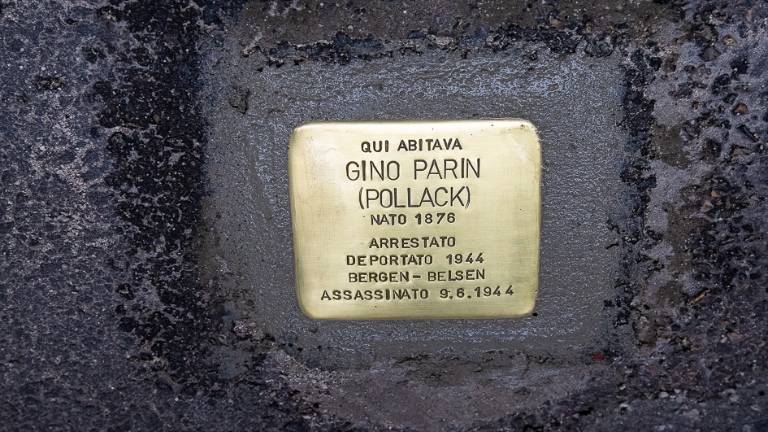 QUI ABITAVA
GINO PARIN
(POLLACK)
NATO 1876
ARRESTATO
DEPORTATO 1944
BERGEN-BELSEN
ASSASSINATO 9.6.1944